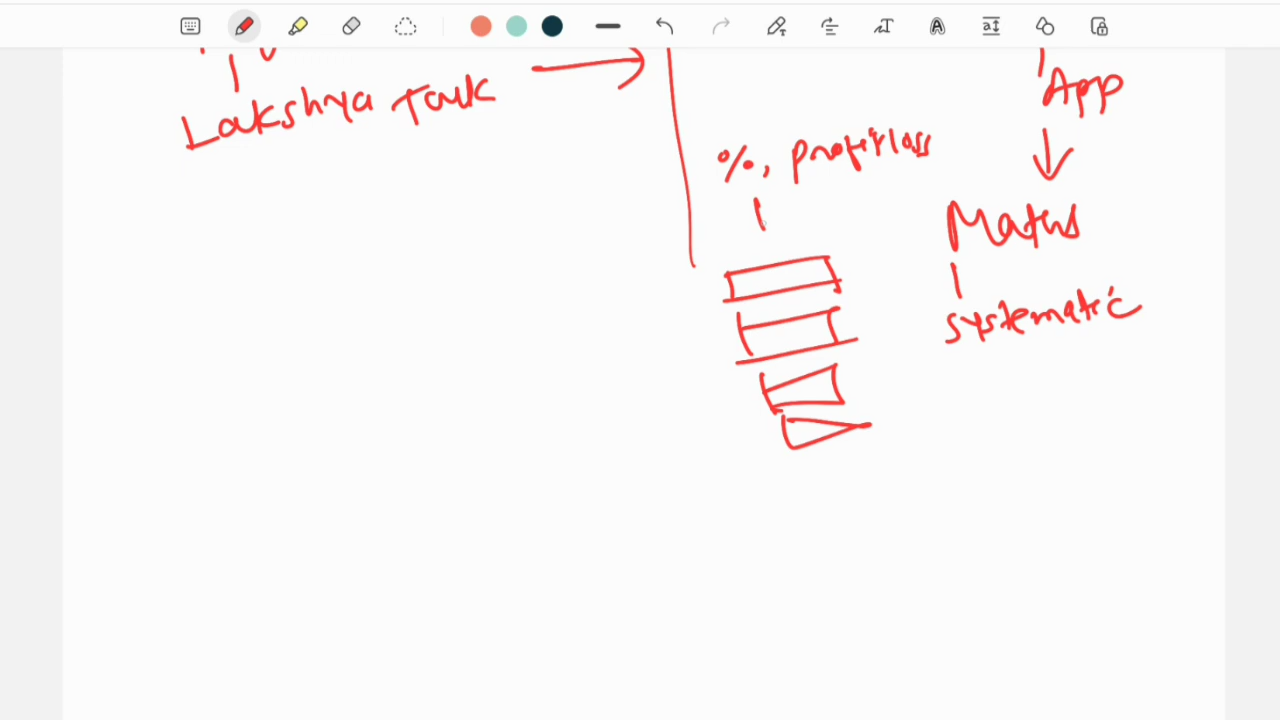 Lakshya Talk
%, profit loss
App
Maths
systematic